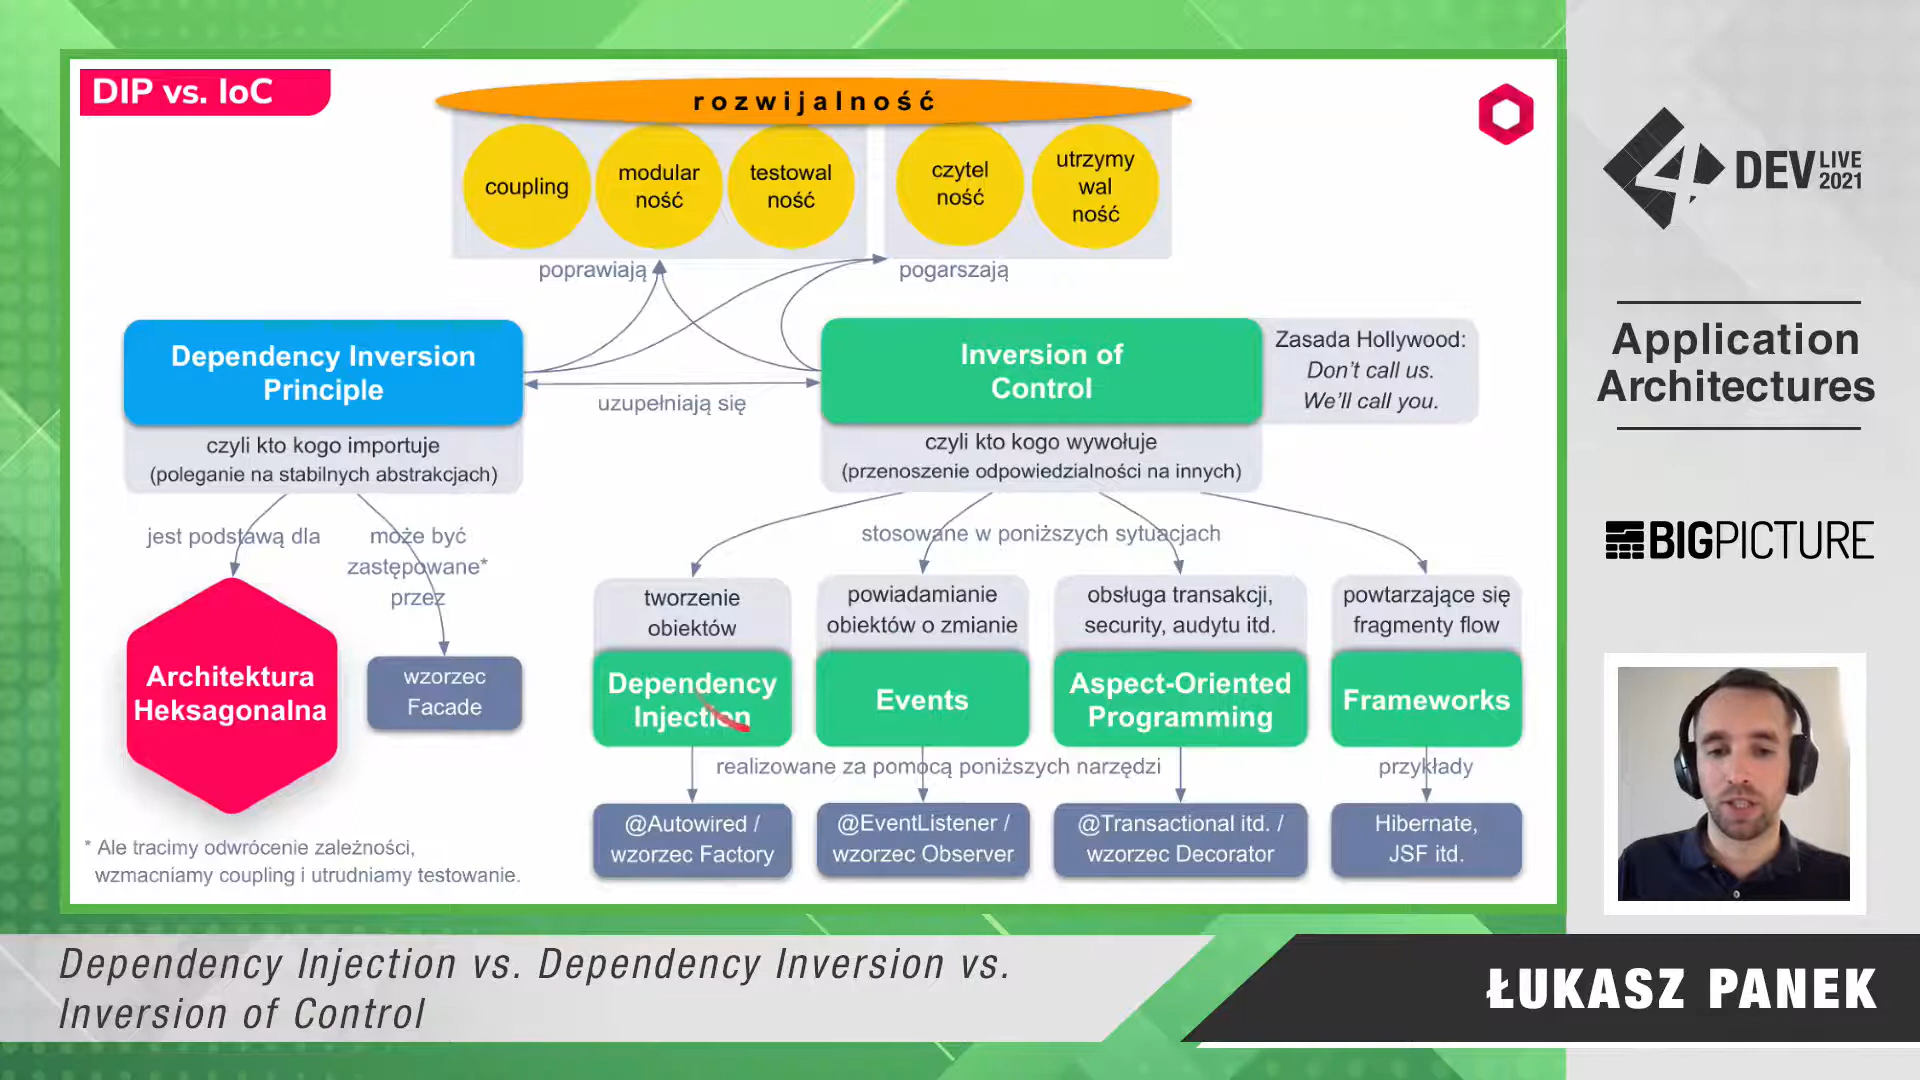 DIP vs. IoC
rozwijalność
coupling
modular
ność
testowal
ność
czytel
ność
utrzymy
wal
ność
poprawiają
pogarszają
Dependency Inversion
Principle
czyli kto kogo importuje
(poleganie na stabilnych abstrakcjach)
uzupełniają się
Inversion of
Control
czyli kto kogo wywołuje
(przenoszenie odpowiedzialności na innych)
Zasada Hollywood:
Don't call us.
We'll call you.
jest podstawą dla
może być
zastępowane*
przez
Architektura
Heksagonalna
wzorzec
Facade
* Ale tracimy odwrócenie zależności,
wzmacniamy coupling i utrudniamy testowanie.
stosowane w poniższych sytuacjach
tworzenie
obiektów
Dependency
Injection
powiadamianie
obiektów o zmianie
Events
obsługa transakcji,
security, audytu itd.
Aspect-Oriented
Programming
powtarzające się
fragmenty flow
Frameworks
realizowane za pomocą poniższych narzędzi
przykłady
@Autowired /
wzorzec Factory
@EventListener /
wzorzec Observer
@Transactional itd. /
wzorzec Decorator
Hibernate,
JSF itd.
4DEV LIVE
2021
Application
Architectures
BIGPICTURE
Dependency Injection vs. Dependency Inversion vs.
Inversion of Control
ŁUKASZ PANEK